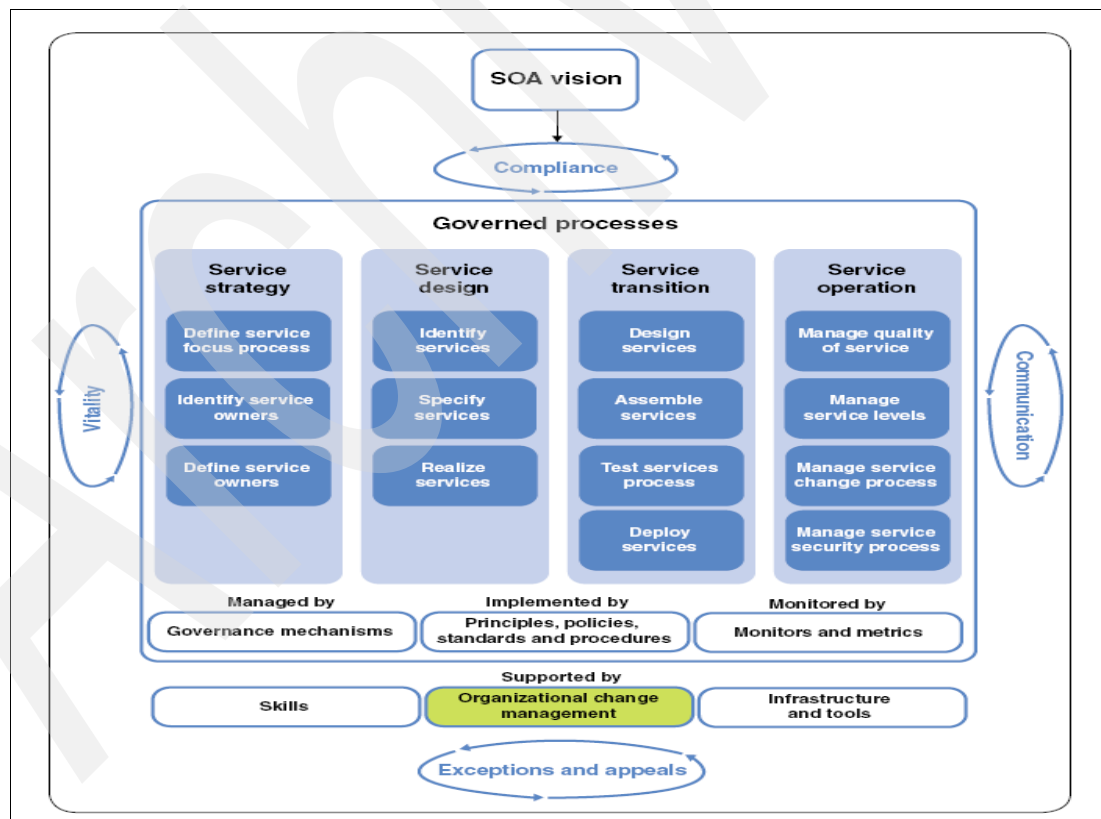 SOA vision
Compliance
Governed processes
Service
strategy
Define service
focus process
Identify service
owners
Define service
owners
Service
design
Identify
services
Specify
services
Realize
services
Service
transition
Design
services
Assemble
services
Test services
process
Deploy
services
Service
operation
Manage quality
of service
Manage
service levels
Manage service
change process
Manage service
security process
Vitality
Communication
Managed by
Governance mechanisms
Implemented by
Principles, policies,
standards and procedures
Monitored by
Monitors and metrics
Supported by
Skills
Organizational change
management
Infrastructure
and tools
Exceptions and appeals